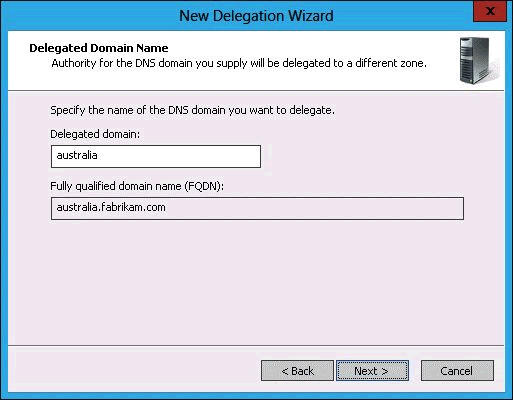 New Delegation Wizard
X
Delegated Domain Name
Authority for the DNS domain you supply will be delegated to a different zone.
Specify the name of the DNS domain you want to delegate.
Delegated domain:
australia
Fully qualified domain name (FQDN):
australia.fabrikam.com
< Back Next > Cancel